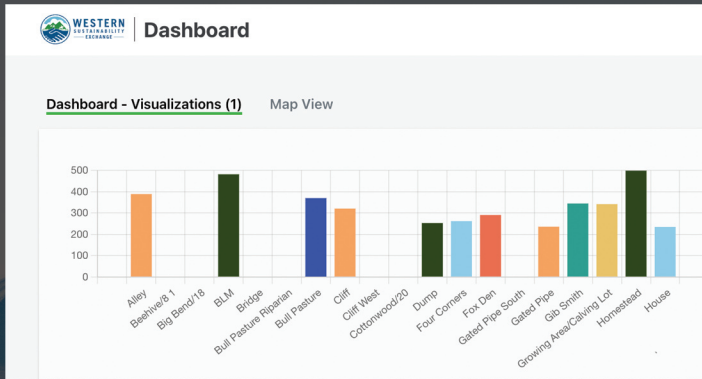 WESTERN
SUSTAINABILITY
EXCHANGE
Dashboard
Dashboard - Visualizations (1) Map View
500
400
300
200
100
0
Alley
Beehive/8 1
Big Bend/18
BLM
Bridge
Bull Pasture Riparian
Bull Pasture
Cliff
Cliff West
Cottonwood/20
Dump
Four Corners
Fox Den
Gated Pipe South
Gated Pipe
Gib Smith
Growing Area/Calving Lot
Homestead
House